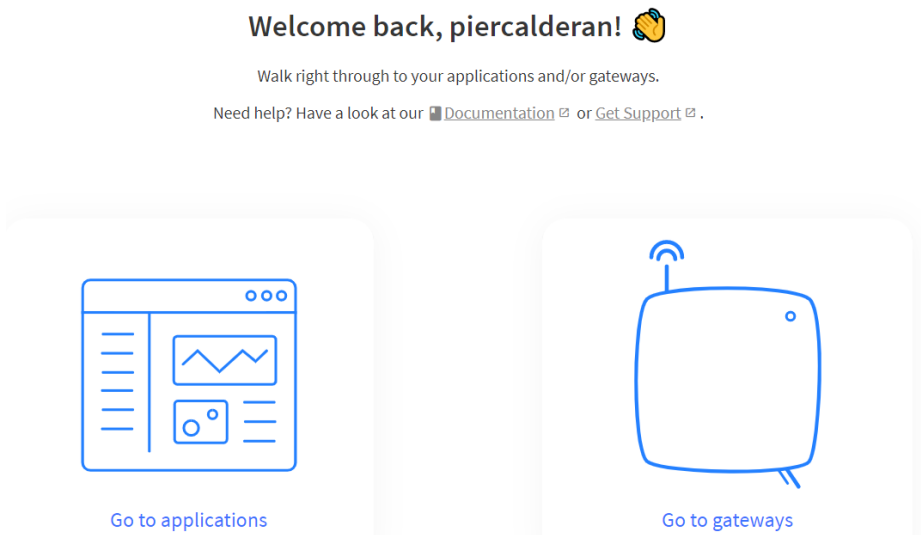 Welcome back, piercalderan! 👋
Walk right through to your applications and/or gateways.
Need help? Have a look at our Documentation or Get Support .
Go to applications
Go to gateways